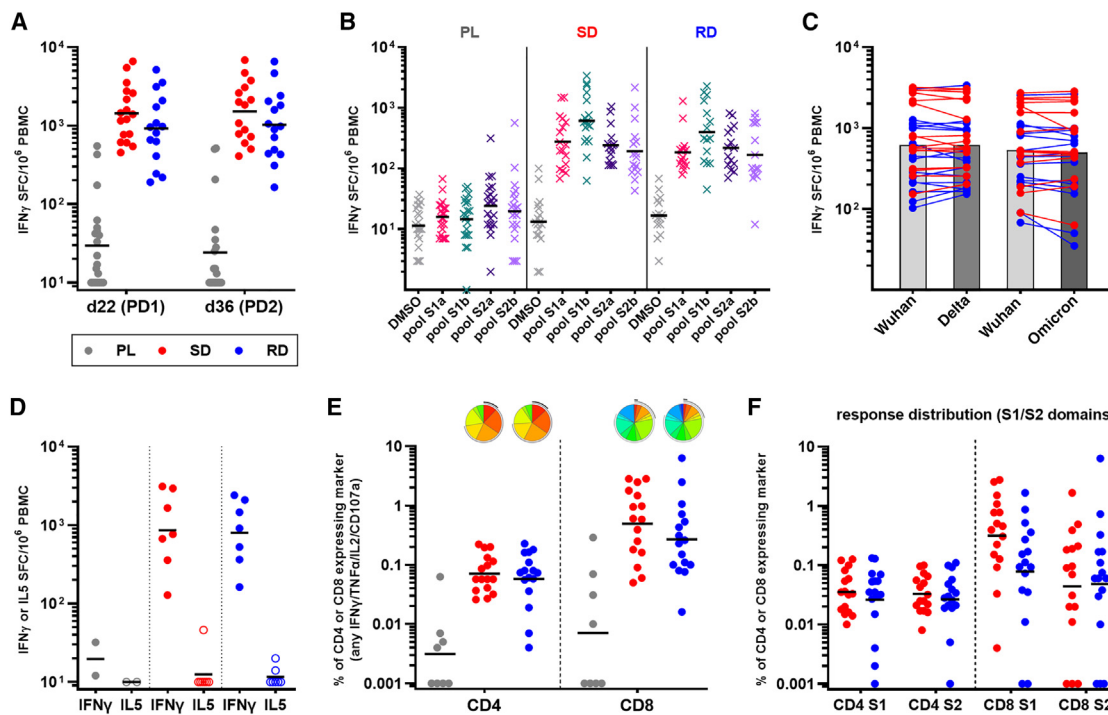 A
IFNγ SFC/10⁶ PBMC
10⁴
10³
10²
10¹
d22 (PD1) d36 (PD2)
PL SD RD
B
PL SD RD
IFNγ SFC/10⁶ PBMC
10⁴
10³
10²
10¹
DMSO pool S1a pool S1b pool S2a pool S2b DMSO pool S1a pool S1b pool S2a pool S2b DMSO pool S1a pool S1b pool S2a pool S2b
C
IFNγ SFC/10⁶ PBMC
10⁴
10³
10²
Wuhan Delta Wuhan Omicron
D
IFNγ or IL5 SFC/10⁶ PBMC
10⁴
10³
10²
10¹
IFNγ IL5 IFNγ IL5 IFNγ IL5
E
% of CD4 or CD8 expressing marker
(any IFNγ/TNFα/IL2/CD107a)
10
1
0.1
0.01
0.001
CD4 CD8
F
response distribution (S1/S2 domains
% of CD4 or CD8 expressing marker
10
1
0.1
0.01
0.001
CD4 S1 CD4 S2 CD8 S1 CD8 S2